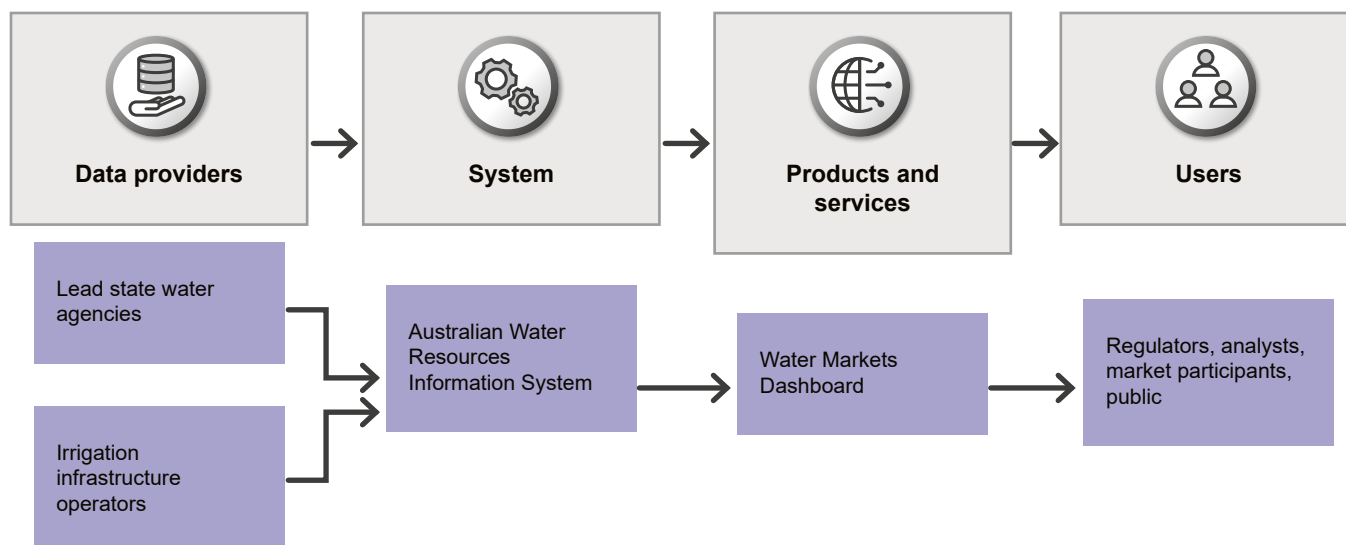 Data providers
System
Products and
services
Users
Lead state water
agencies
Irrigation
infrastructure
operators
Australian Water
Resources
Information System
Water Markets
Dashboard
Regulators, analysts,
market participants,
public